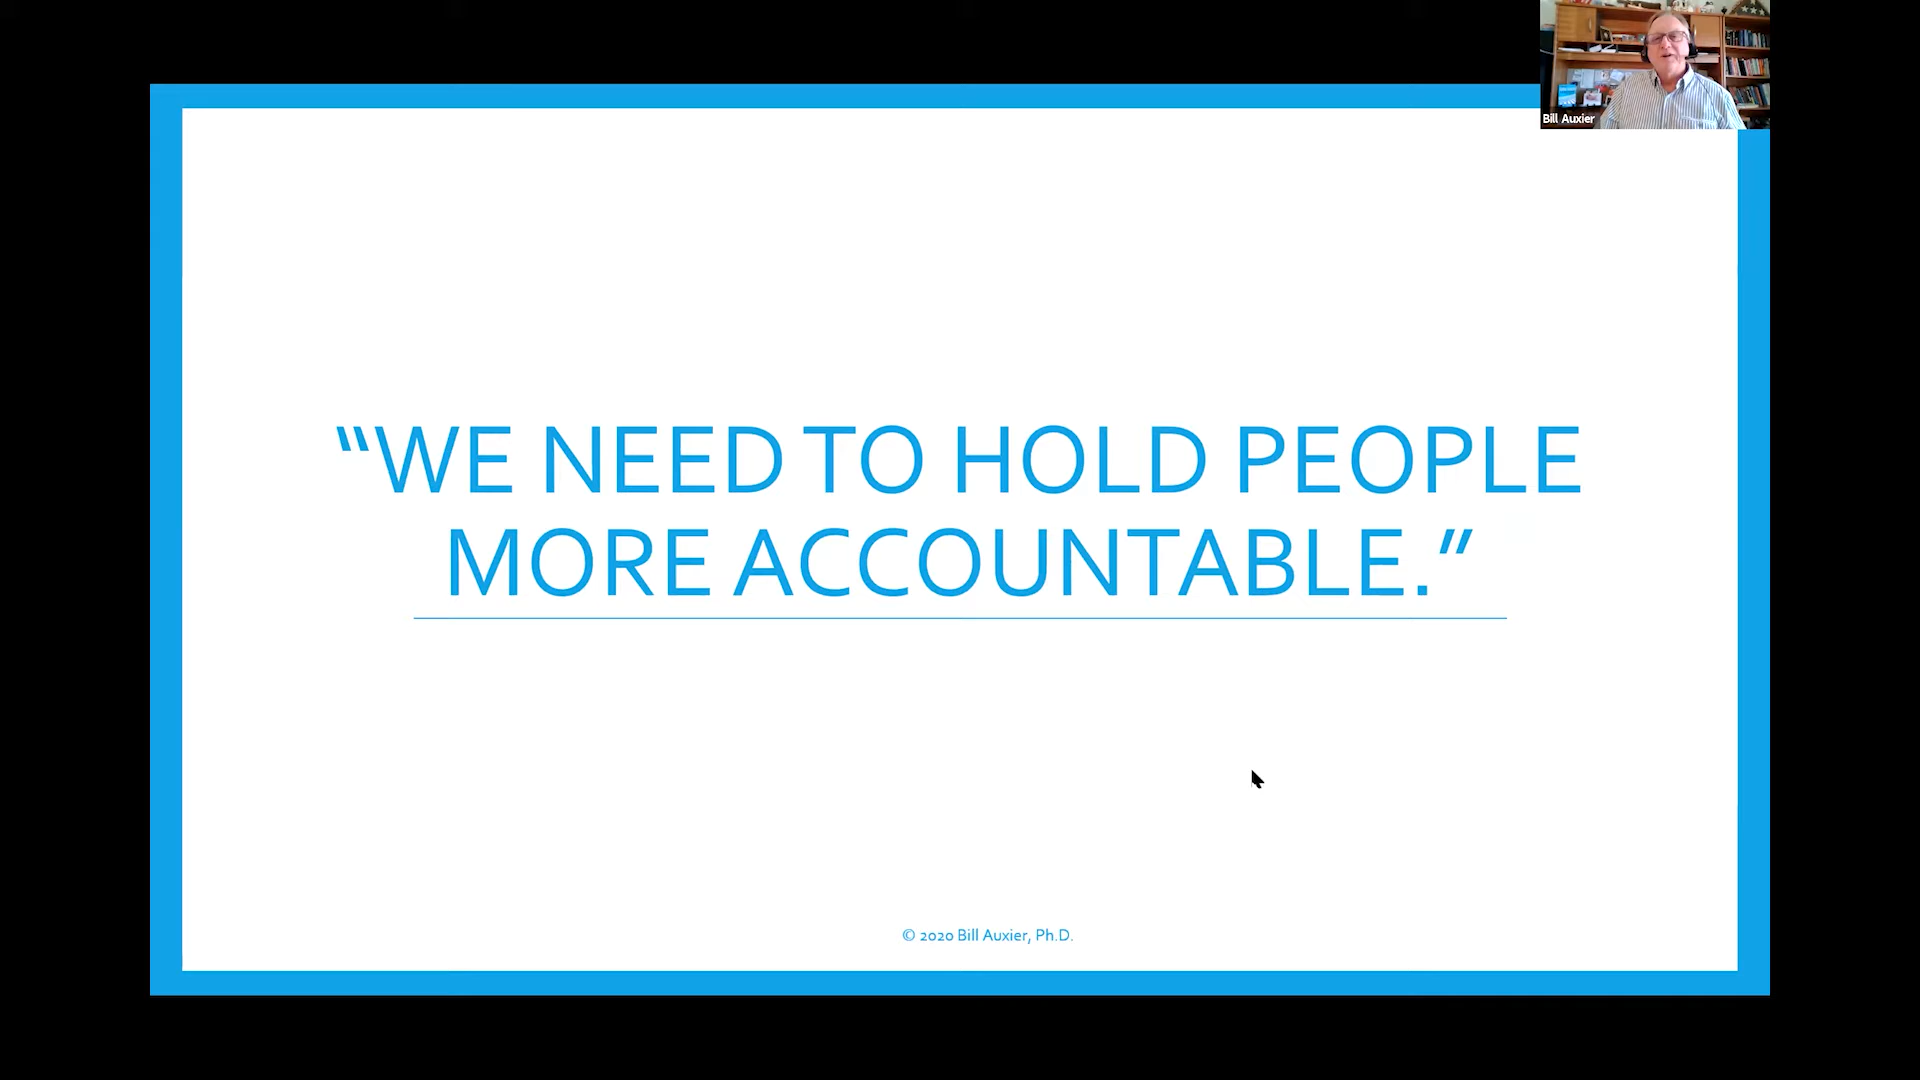 Bill Auxier
“WE NEED TO HOLD PEOPLE
MORE ACCOUNTABLE.”
© 2020 Bill Auxier, Ph.D.